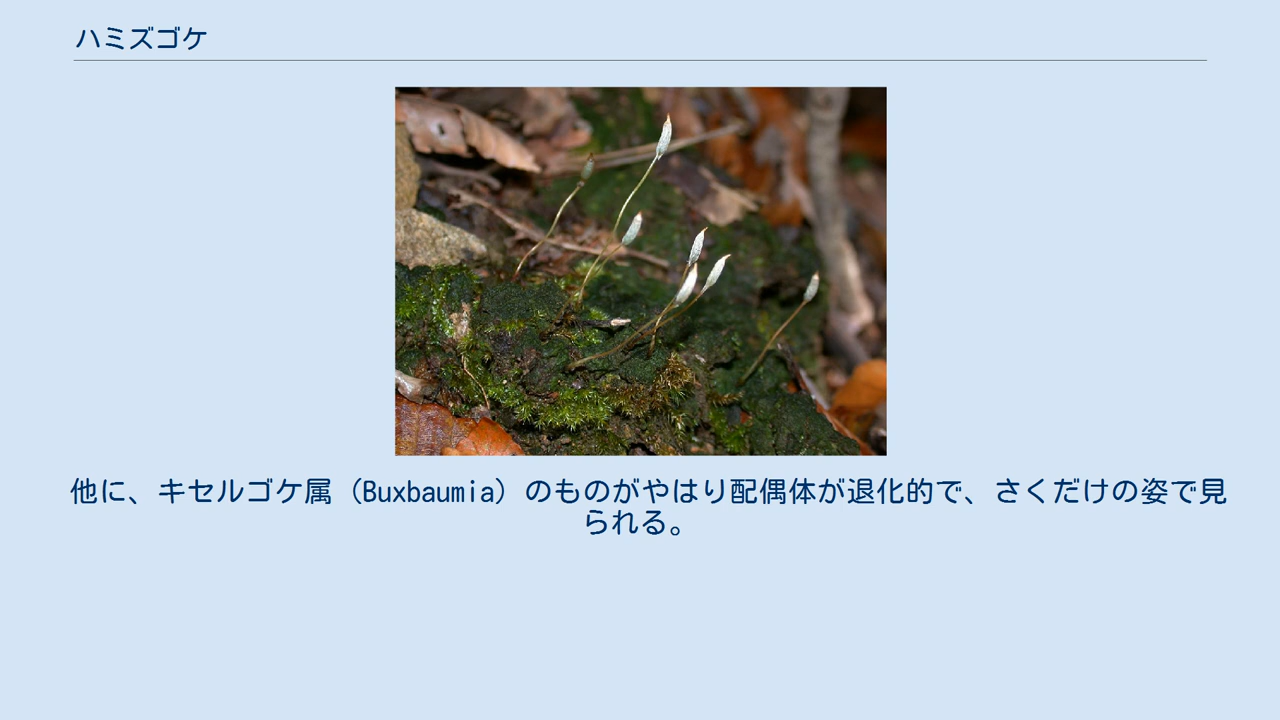 ハミズゴケ
他に、キセルゴケ属（Buxbaumia）のものがやはり配偶体が退化的で、さくだけの姿で見
られる。